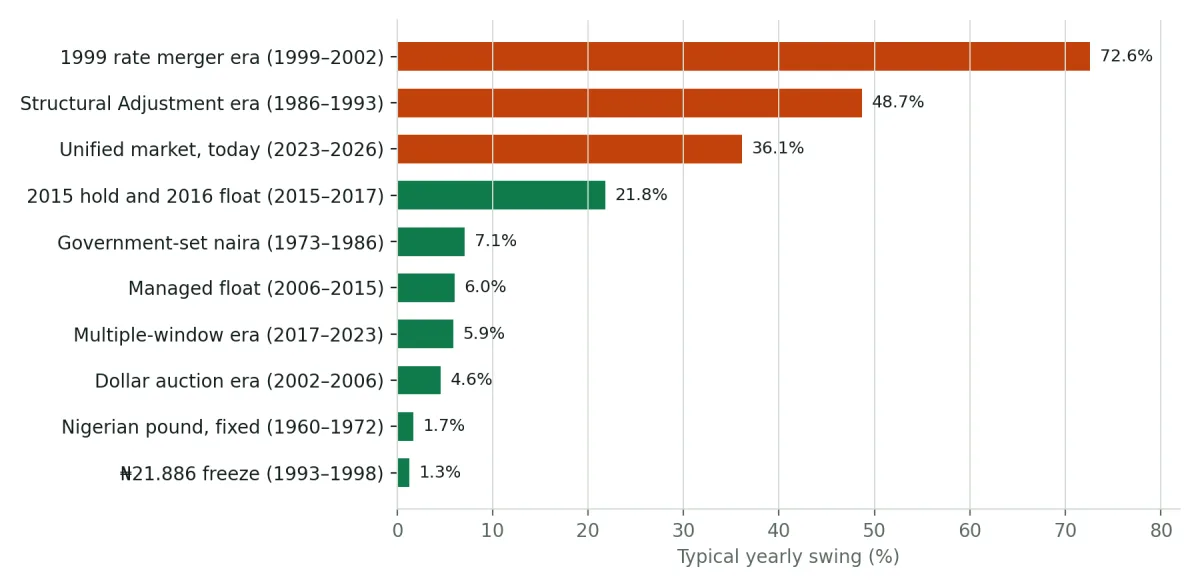 1999 rate merger era (1999–2002) 72.6%
Structural Adjustment era (1986–1993) 48.7%
Unified market, today (2023–2026) 36.1%
2015 hold and 2016 float (2015–2017) 21.8%
Government-set naira (1973–1986) 7.1%
Managed float (2006–2015) 6.0%
Multiple-window era (2017–2023) 5.9%
Dollar auction era (2002–2006) 4.6%
Nigerian pound, fixed (1960–1972) 1.7%
₦21.886 freeze (1993–1998) 1.3%
0 10 20 30 40 50 60 70 80
Typical yearly swing (%)